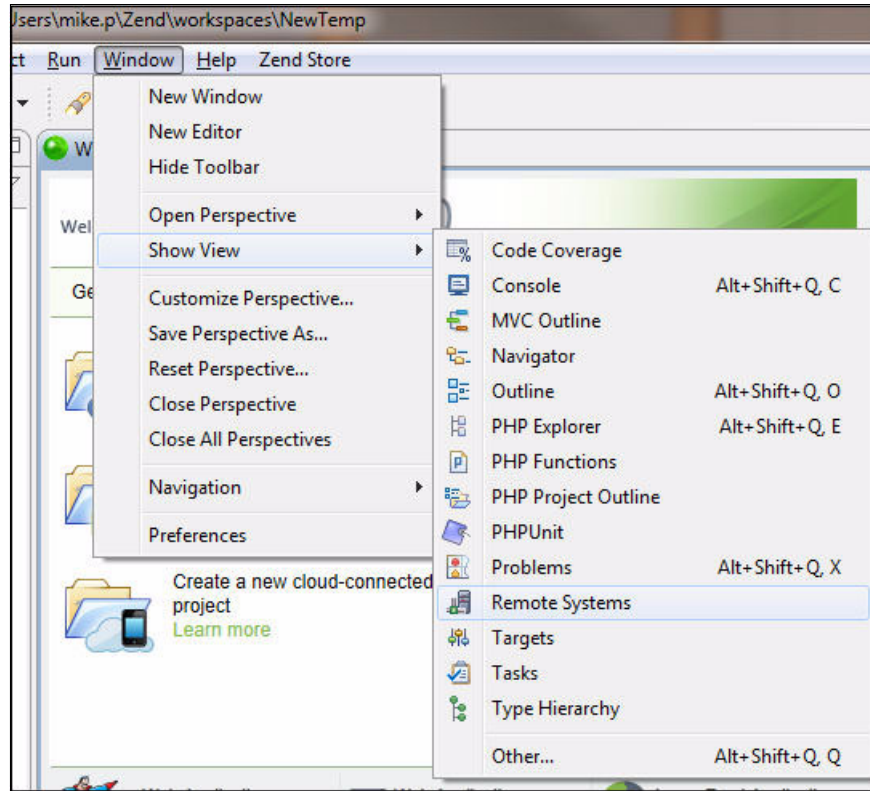 Users\mike.p\Zend\workspaces\NewTemp
ct Run Window Help Zend Store
New Window
New Editor
Hide Toolbar
Open Perspective
Show View
Customize Perspective...
Save Perspective As...
Reset Perspective...
Close Perspective
Close All Perspectives
Navigation
Preferences
W
Wel
Ge
Code Coverage
Console Alt+Shift+Q, C
MVC Outline
Navigator
Outline Alt+Shift+Q, O
PHP Explorer Alt+Shift+Q, E
PHP Functions
PHP Project Outline
PHPUnit
Problems Alt+Shift+Q, X
Remote Systems
Targets
Tasks
Type Hierarchy
Other... Alt+Shift+Q, Q
Create a new cloud-connected
project
Learn more